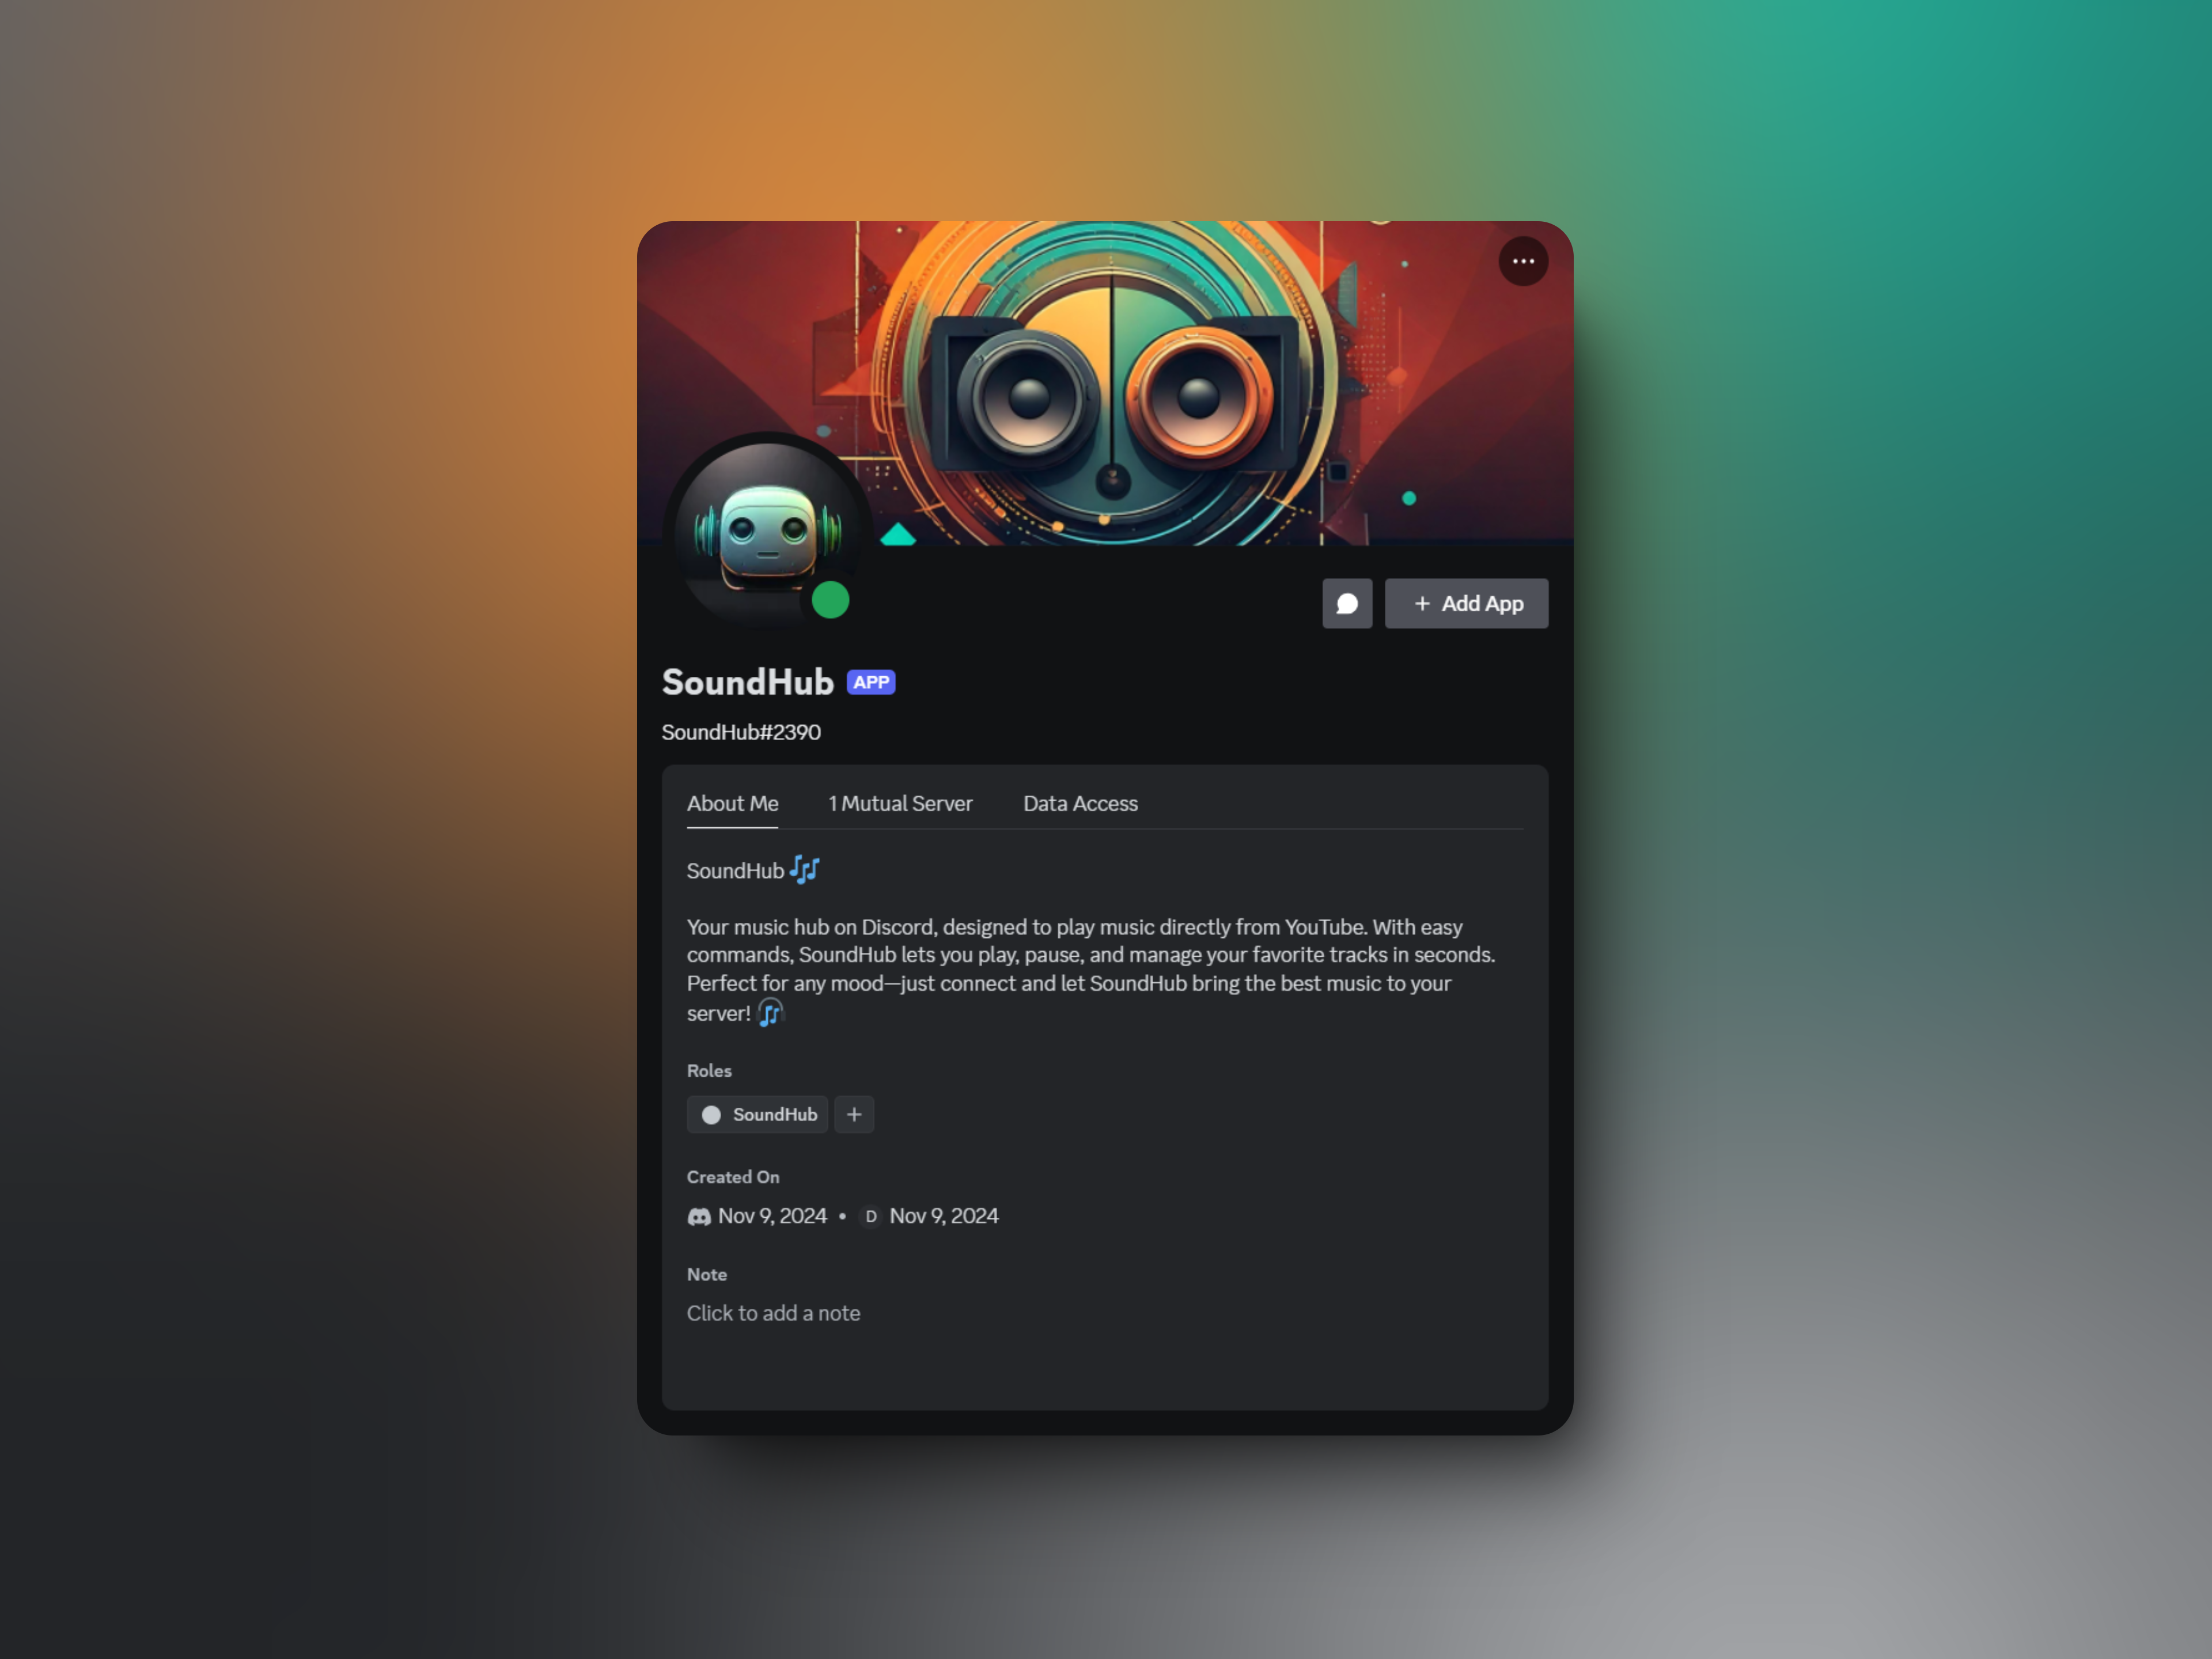 + Add App
SoundHub APP
SoundHub#2390
About Me 1 Mutual Server Data Access
SoundHub 🎶
Your music hub on Discord, designed to play music directly from YouTube. With easy
commands, SoundHub lets you play, pause, and manage your favorite tracks in seconds.
Perfect for any mood—just connect and let SoundHub bring the best music to your
server! 🎧
Roles
SoundHub +
Created On
Nov 9, 2024 • D Nov 9, 2024
Note
Click to add a note